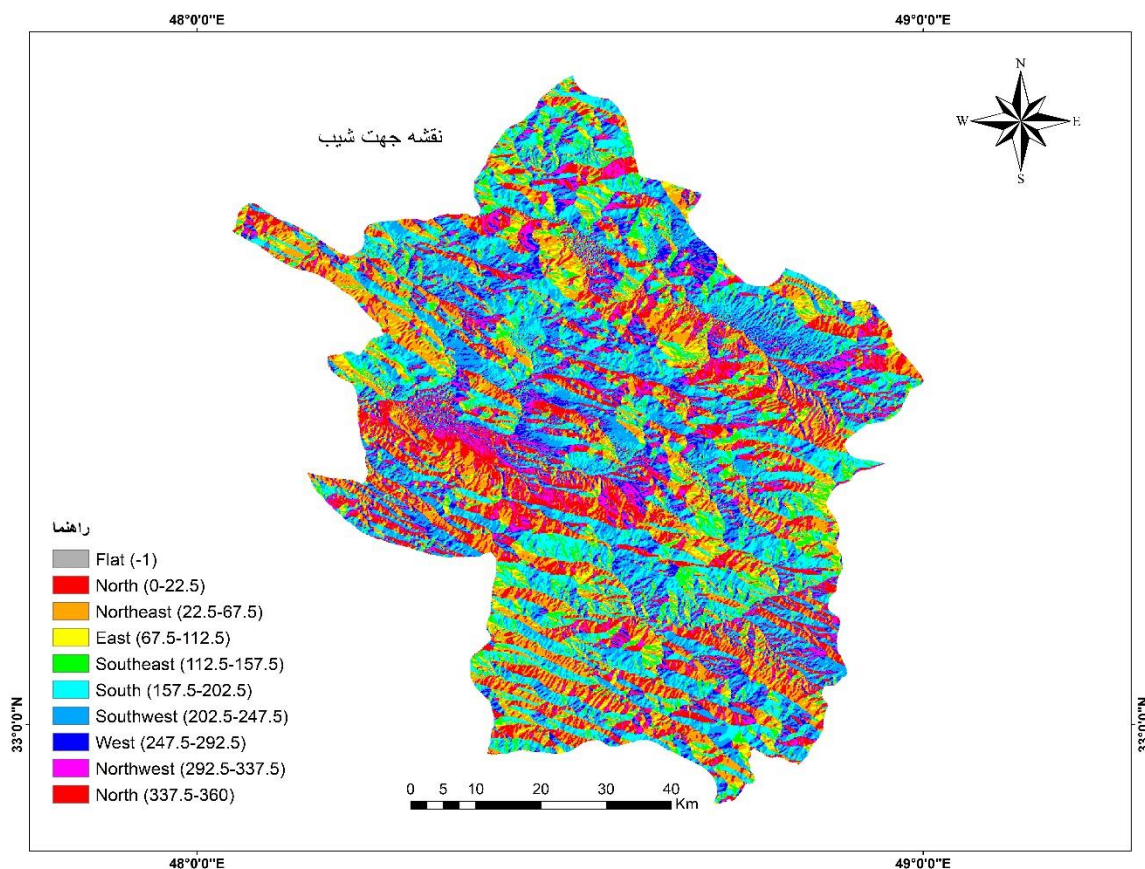 48°0'0"E 49°0'0"E
نقشه جهت شیب
N
W E
S
راهنما
Flat (-1)
North (0-22.5)
Northeast (22.5-67.5)
East (67.5-112.5)
Southeast (112.5-157.5)
South (157.5-202.5)
Southwest (202.5-247.5)
West (247.5-292.5)
Northwest (292.5-337.5)
North (337.5-360)
33°0'0"N 33°0'0"N
0 5 10 20 30 40
Km
48°0'0"E 49°0'0"E